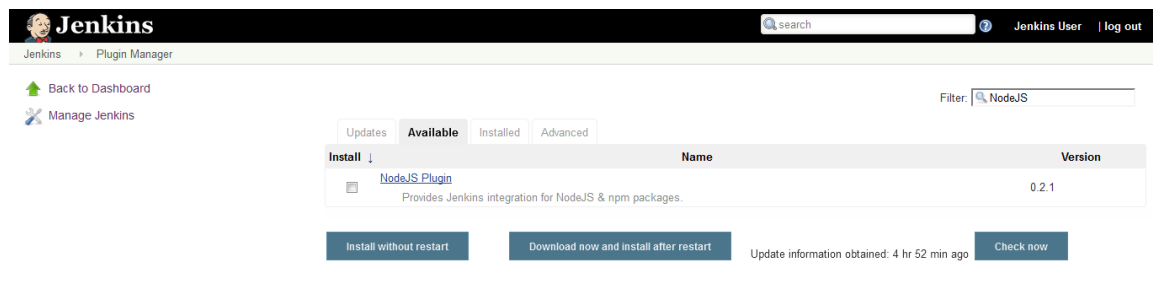 Jenkins
search
Jenkins User | log out
Jenkins Plugin Manager
Back to Dashboard
Manage Jenkins
Filter: NodeJS
Updates Available Installed Advanced
Install ↓ Name Version
NodeJS Plugin
Provides Jenkins integration for NodeJS & npm packages.
0.2.1
Install without restart Download now and install after restart Update information obtained: 4 hr 52 min ago Check now